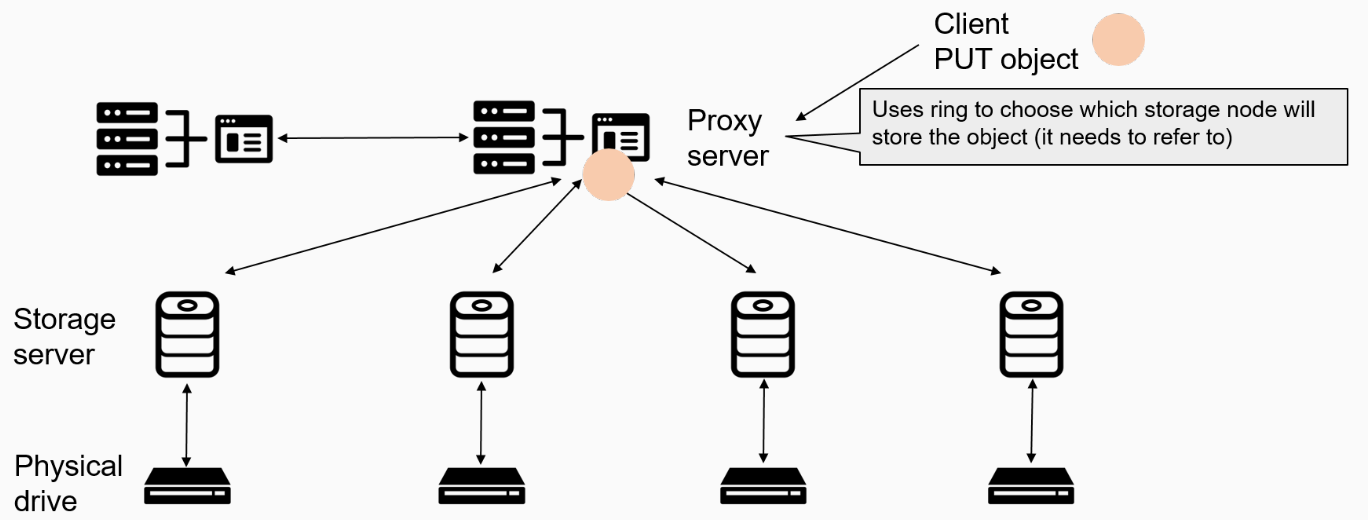 Client
PUT object
Uses ring to choose which storage node will
store the object (it needs to refer to)
Proxy
server
Storage
server
Physical
drive